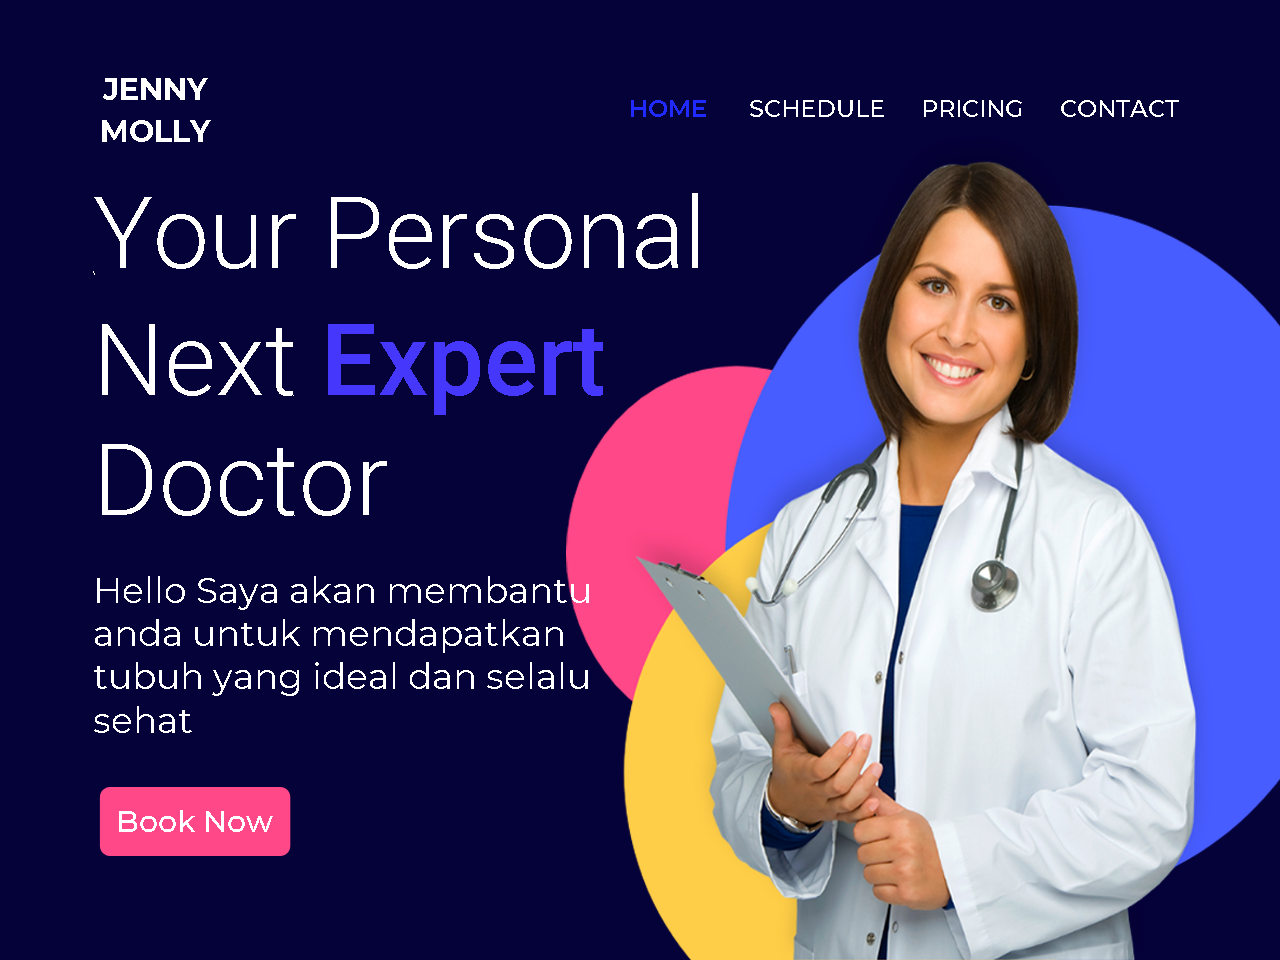 JENNY
MOLLY
HOME SCHEDULE PRICING CONTACT
Your Personal
Next Expert
Doctor
Hello Saya akan membantu
anda untuk mendapatkan
tubuh yang ideal dan selalu
sehat
Book Now